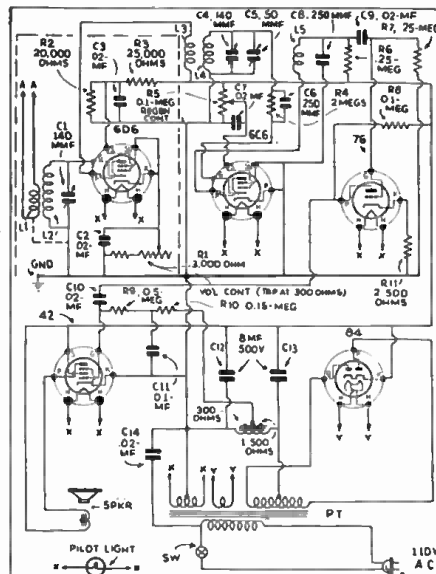 C4, 140 MMF
C5, 50 MMF
C8, 250 MMF
C9, .02-MF
R7, .25-MEG
L3
R2 20,000 OHMS
C3 .02-MF
R3 25,000 OHMS
L5
L4
C7 .02 MF
R5 0.1-MEG REGEN CONT
C6 250 MMF
R4 2 MEGS
R6 .25 MEG
R8 0.1-MEG
A A
6D6
6C6
76
C1 140 MMF
L1
L2
X X
X X
X X
C2 .02-MF
R1 3,000 OHM
VOL CONT (TAP AT 300 OHMS)
R11 2,500 OHMS
GND
C10 .02-MF
R9 0.5-MEG
R10 0.15-MEG
42
8 MF 500V
C12
C13
84
C11 0.1-MF
300 OHMS
1,500 OHMS
X X
Y Y
C14 .02-MF
X X Y Y
SPKR
PT
PILOT LIGHT
X X
SW
110V AC